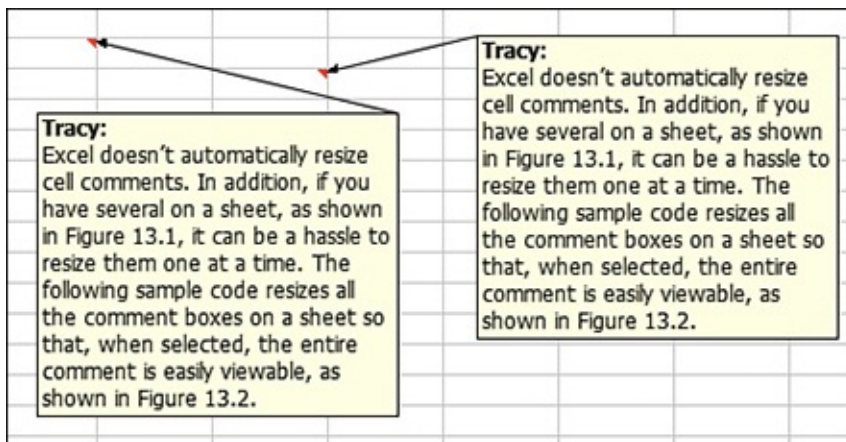 Tracy:
Excel doesn't automatically resize
cell comments. In addition, if you
have several on a sheet, as shown
in Figure 13.1, it can be a hassle to
resize them one at a time. The
following sample code resizes all
the comment boxes on a sheet so
that, when selected, the entire
comment is easily viewable, as
shown in Figure 13.2.
Tracy:
Excel doesn't automatically resize
cell comments. In addition, if you
have several on a sheet, as shown
in Figure 13.1, it can be a hassle to
resize them one at a time. The
following sample code resizes all
the comment boxes on a sheet so
that, when selected, the entire
comment is easily viewable, as
shown in Figure 13.2.